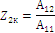 Z₂ₖ = A₁₂ / A₁₁